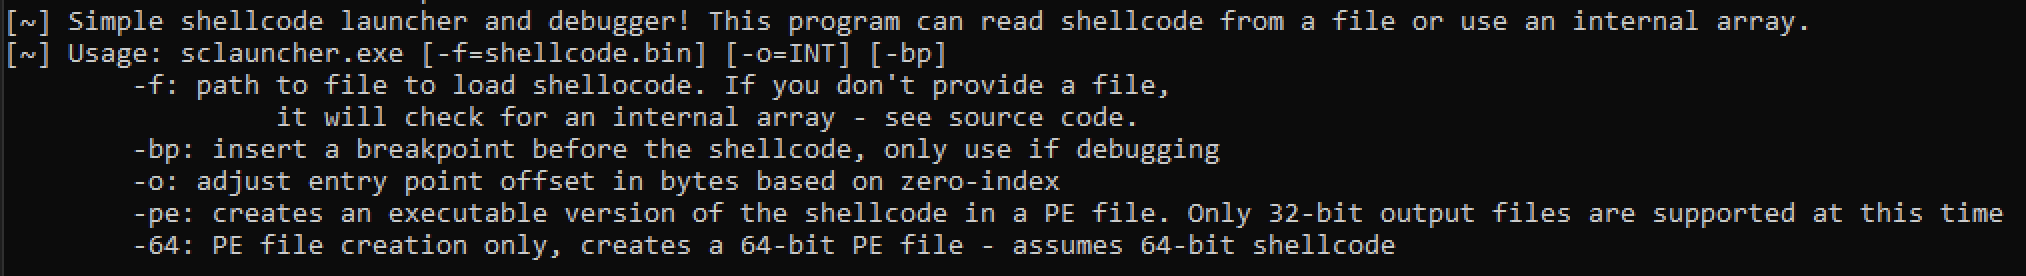 [~] Simple shellcode launcher and debugger! This program can read shellcode from a file or use an internal array.
[~] Usage: sclauncher.exe [-f=shellcode.bin] [-o=INT] [-bp]
-f: path to file to load shellocode. If you don't provide a file,
it will check for an internal array - see source code.
-bp: insert a breakpoint before the shellcode, only use if debugging
-o: adjust entry point offset in bytes based on zero-index
-pe: creates an executable version of the shellcode in a PE file. Only 32-bit output files are supported at this time
-64: PE file creation only, creates a 64-bit PE file - assumes 64-bit shellcode